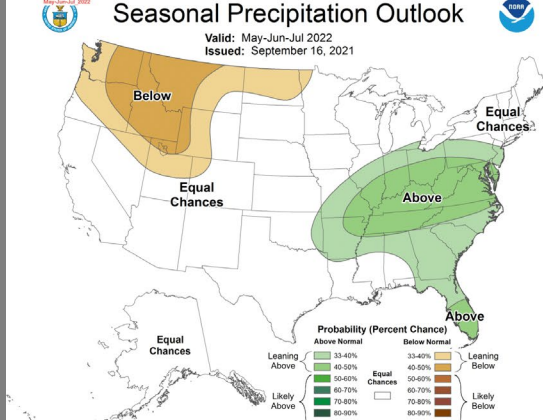 May-Jun-Jul 2022
Seasonal Precipitation Outlook
NOAA
Valid: May-Jun-Jul 2022
Issued: September 16, 2021
Below
Equal
Chances
Equal
Chances
Above
Above
Equal
Chances
Probability (Percent Chance)
Above Normal
Below Normal
Leaning
Above
33-40%
40-50%
50-60%
Likely
Above
60-70%
70-80%
80-90%
Equal
Chances
33-40%
40-50%
50-60%
Leaning
Below
60-70%
70-80%
80-90%
Likely
Below